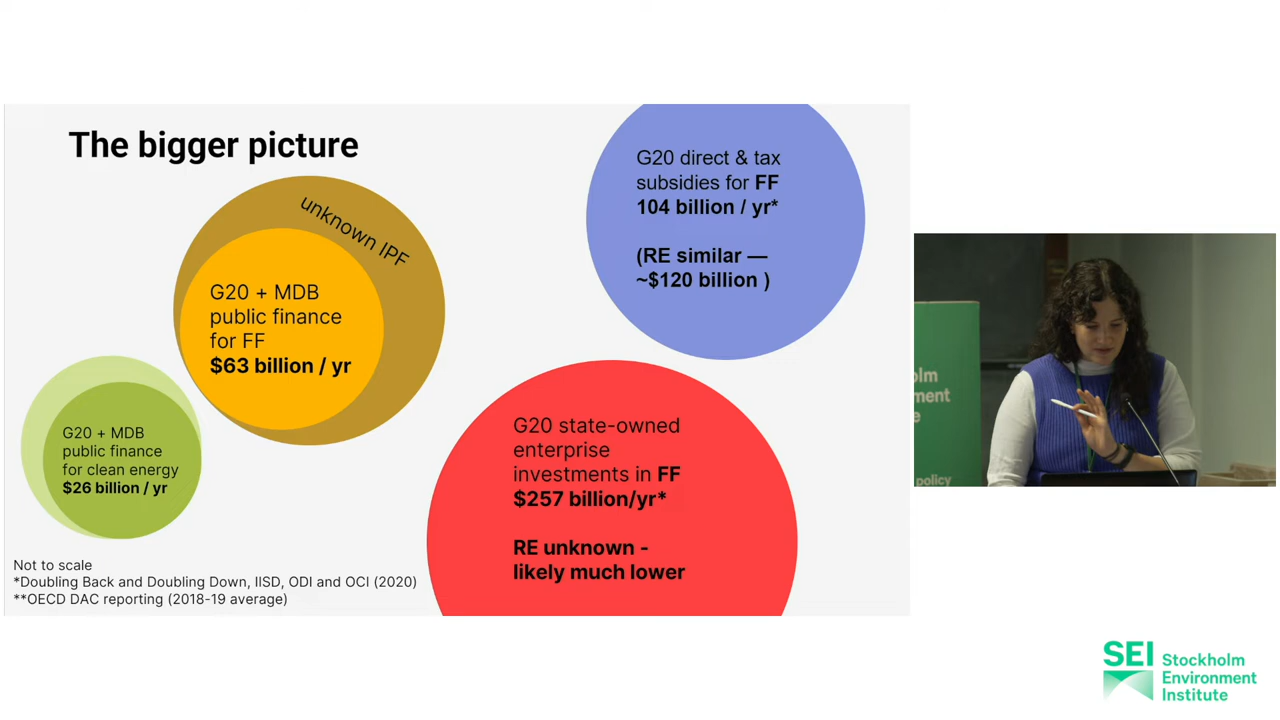 The bigger picture
unknown IPF
G20 + MDB
public finance
for FF
$63 billion / yr
G20 + MDB
public finance
for clean energy
$26 billion / yr
G20 direct & tax
subsidies for FF
104 billion / yr*
(RE similar —
~$120 billion )
G20 state-owned
enterprise
investments in FF
$257 billion/yr*
RE unknown -
likely much lower
Not to scale
*Doubling Back and Doubling Down, IISD, ODI and OCI (2020)
**OECD DAC reporting (2018-19 average)
policy
SEI Stockholm
Environment
Institute